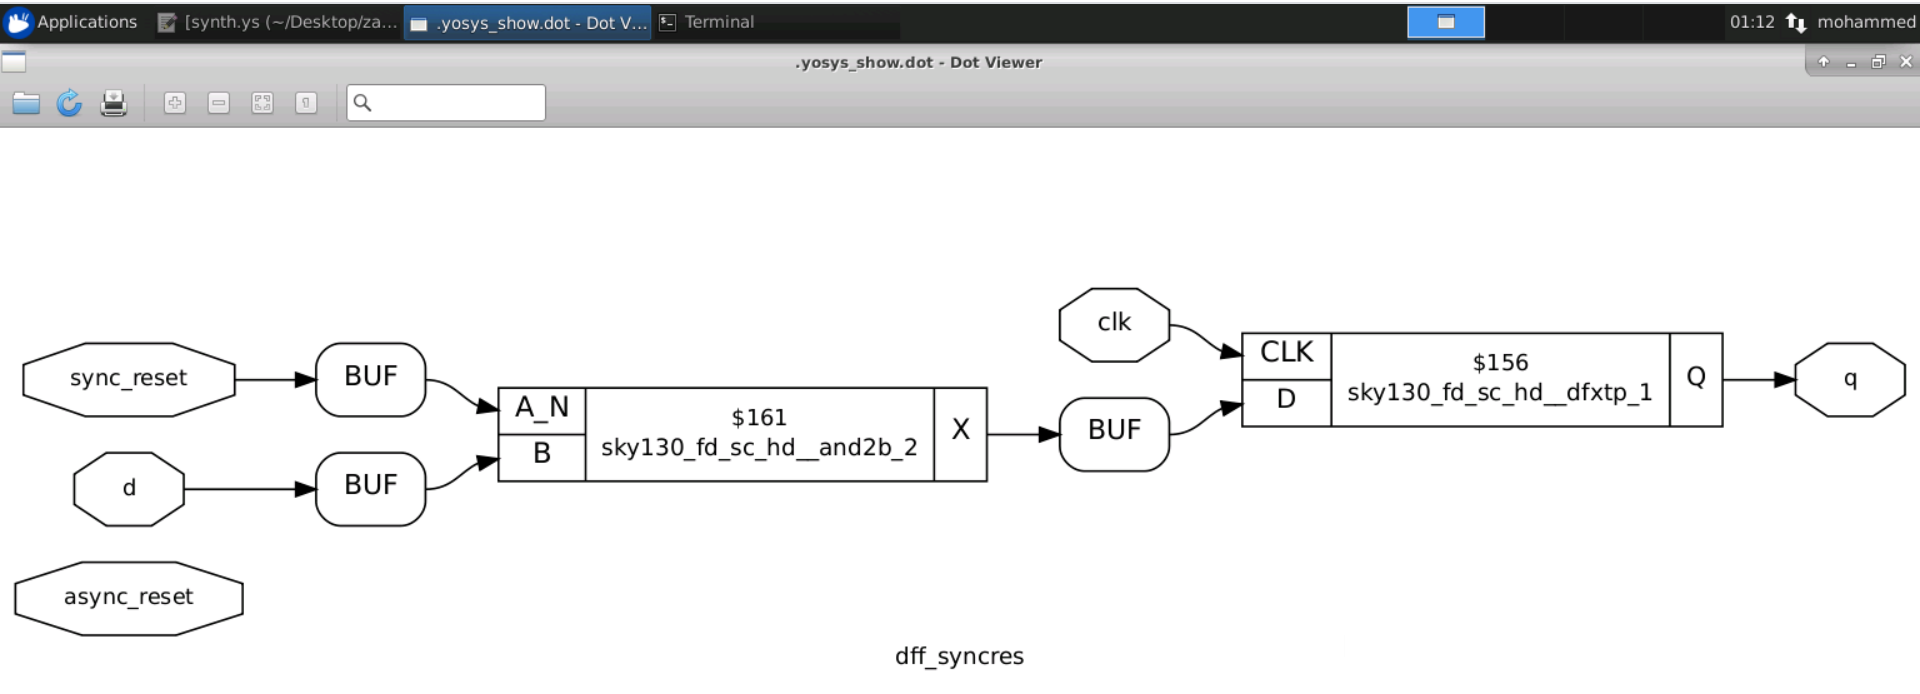 Applications [synth.ys (~/Desktop/za... .yosys_show.dot - Dot V... Terminal 01:12 mohammed
.yosys_show.dot - Dot Viewer
clk
sync_reset BUF
A_N
B
$161
sky130_fd_sc_hd__and2b_2
X
BUF
CLK
D
$156
sky130_fd_sc_hd__dfxtp_1
Q
q
d BUF
async_reset
dff_syncres